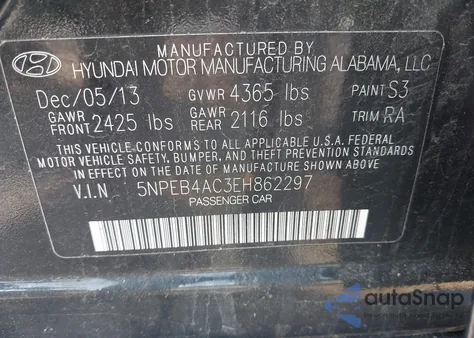 MANUFACTURED BY
HYUNDAI MOTOR MANUFACTURING ALABAMA, LLC
Dec/05/13 GVWR 4365 lbs PAINT S3
GAWR FRONT 2425 lbs GAWR REAR 2116 lbs TRIM RA
THIS VEHICLE CONFORMS TO ALL APPLICABLE U.S.A. FEDERAL
MOTOR VEHICLE SAFETY, BUMPER, AND THEFT PREVENTION STANDARDS
IN EFFECT ON THE DATE OF MANUFACTURE SHOWN ABOVE.
V.I.N 5NPEB4AC3EH862297
PASSENGER CAR
autoSnap